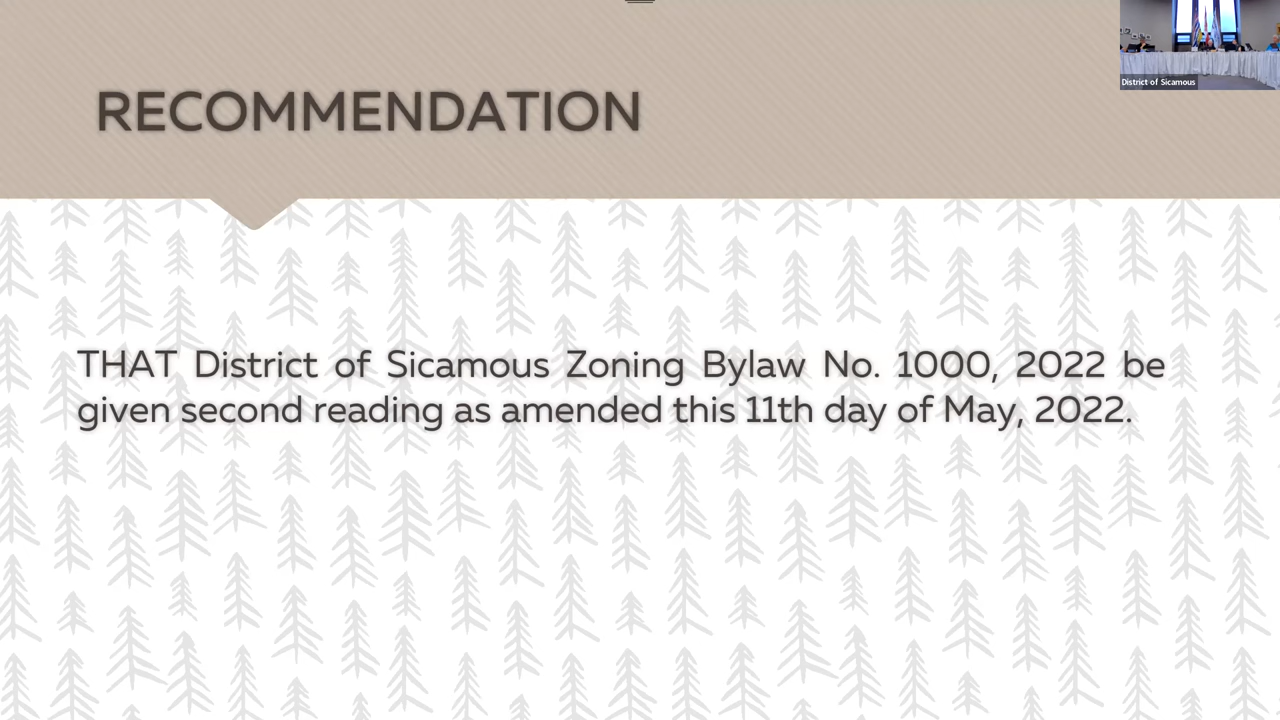 District of Sicamous
RECOMMENDATION
THAT District of Sicamous Zoning Bylaw No. 1000, 2022 be
given second reading as amended this 11th day of May, 2022.